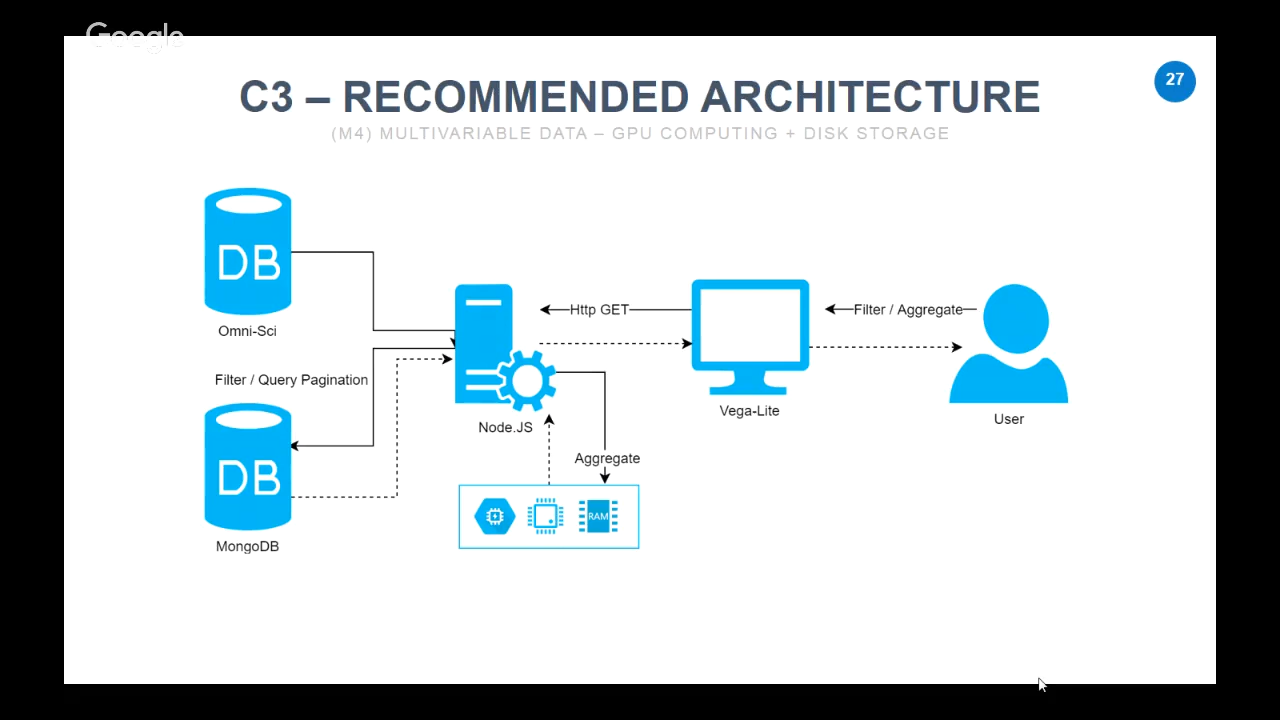 Google
27
C3 – RECOMMENDED ARCHITECTURE
(M4) MULTIVARIABLE DATA – GPU COMPUTING + DISK STORAGE
DB
Omni-Sci
Http GET
Filter / Aggregate
Filter / Query Pagination
Vega-Lite
User
Node.JS
DB
Aggregate
RAM
MongoDB